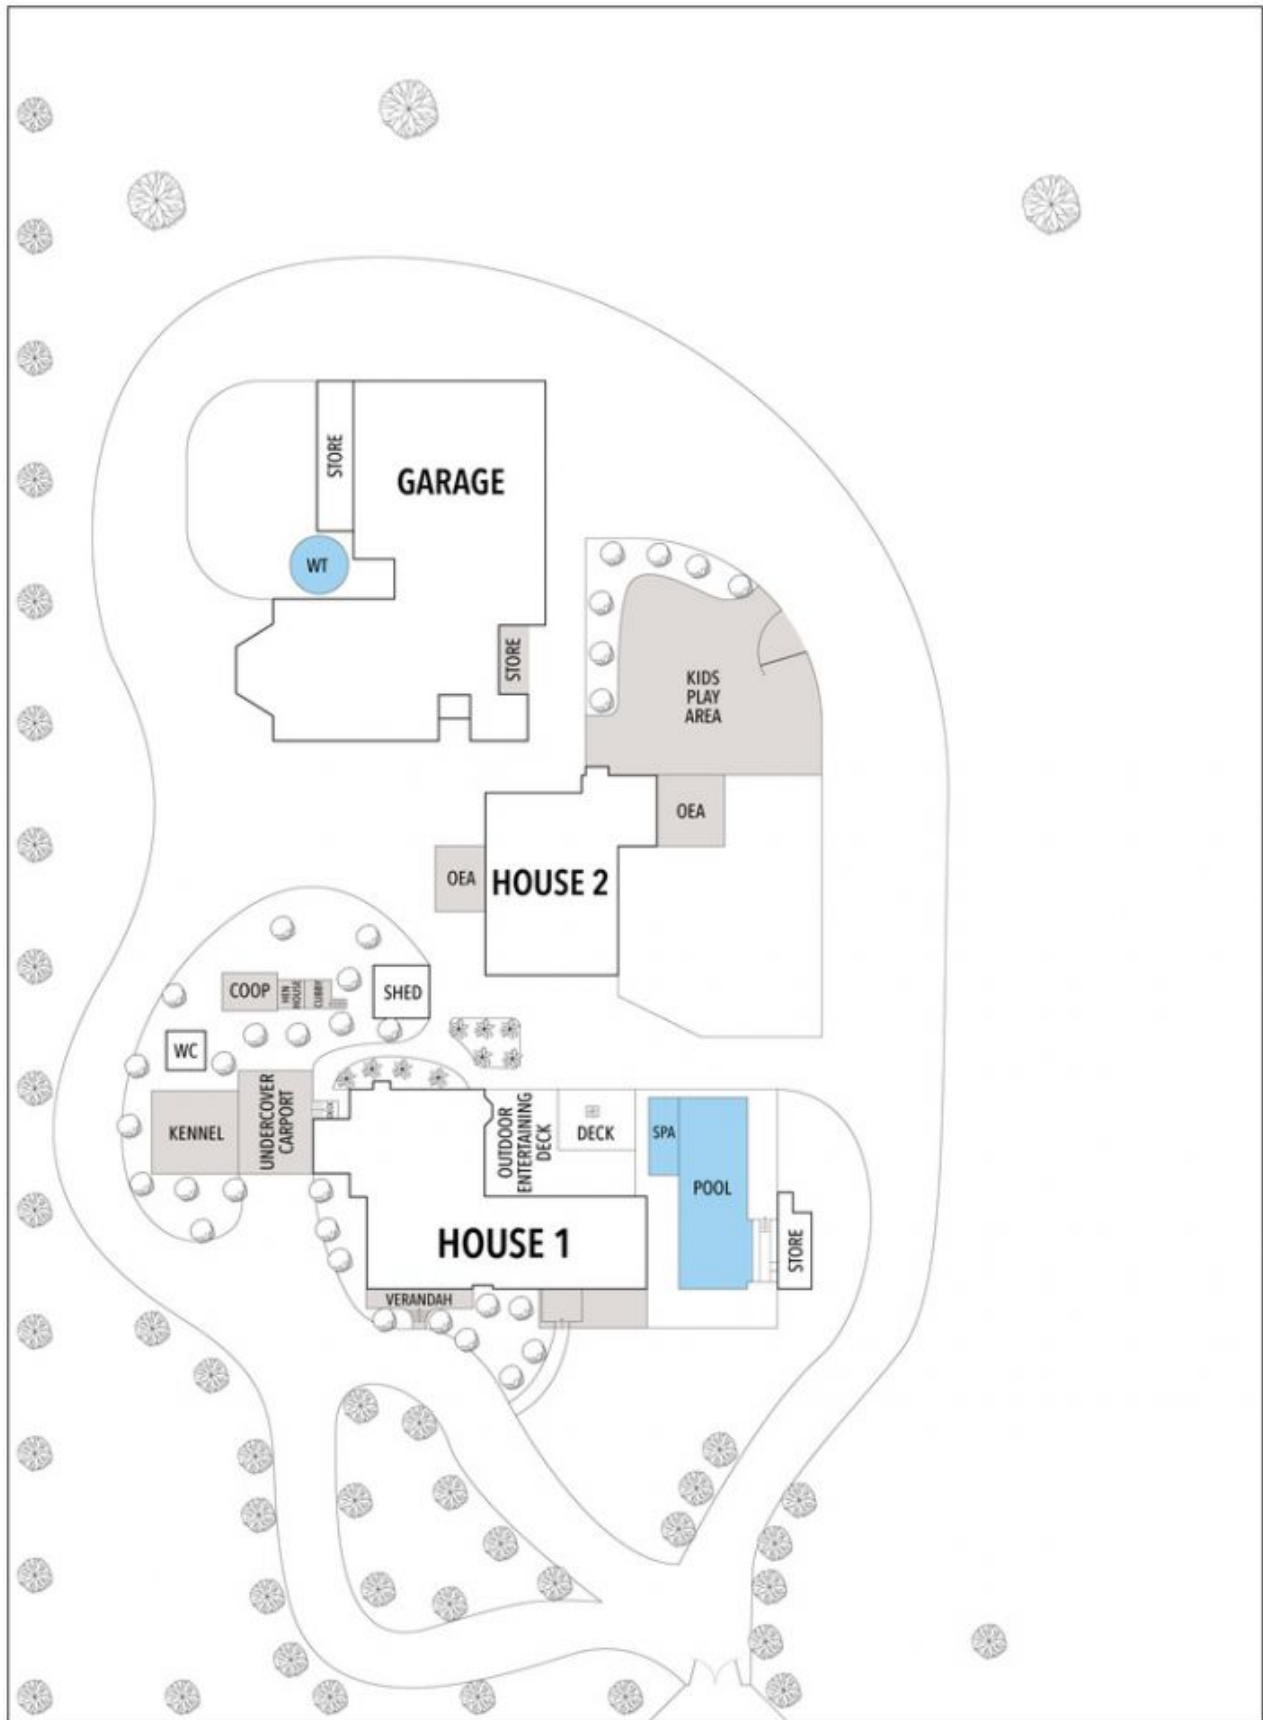 STORE
GARAGE
WT
STORE
KIDS
PLAY
AREA
OEA
OEA
HOUSE 2
COOP
HEN
HOUSE
CUBBY
SHED
WC
UNDERCOVER
CARPORT
DECK
KENNEL
OUTDOOR
ENTERTAINING
DECK
DECK
SPA
POOL
STORE
HOUSE 1
VERANDAH